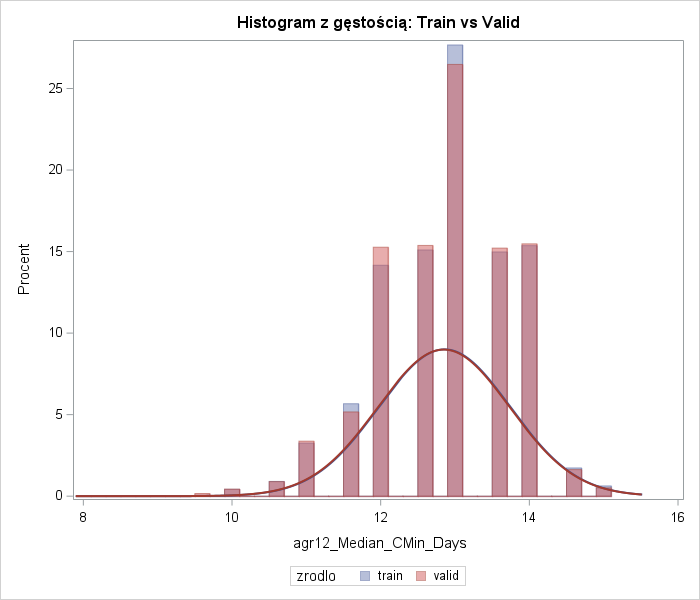 Histogram z gęstością: Train vs Valid
Procent
25
20
15
10
5
0
8 10 12 14 16
agr12_Median_CMin_Days
zrodlo train valid